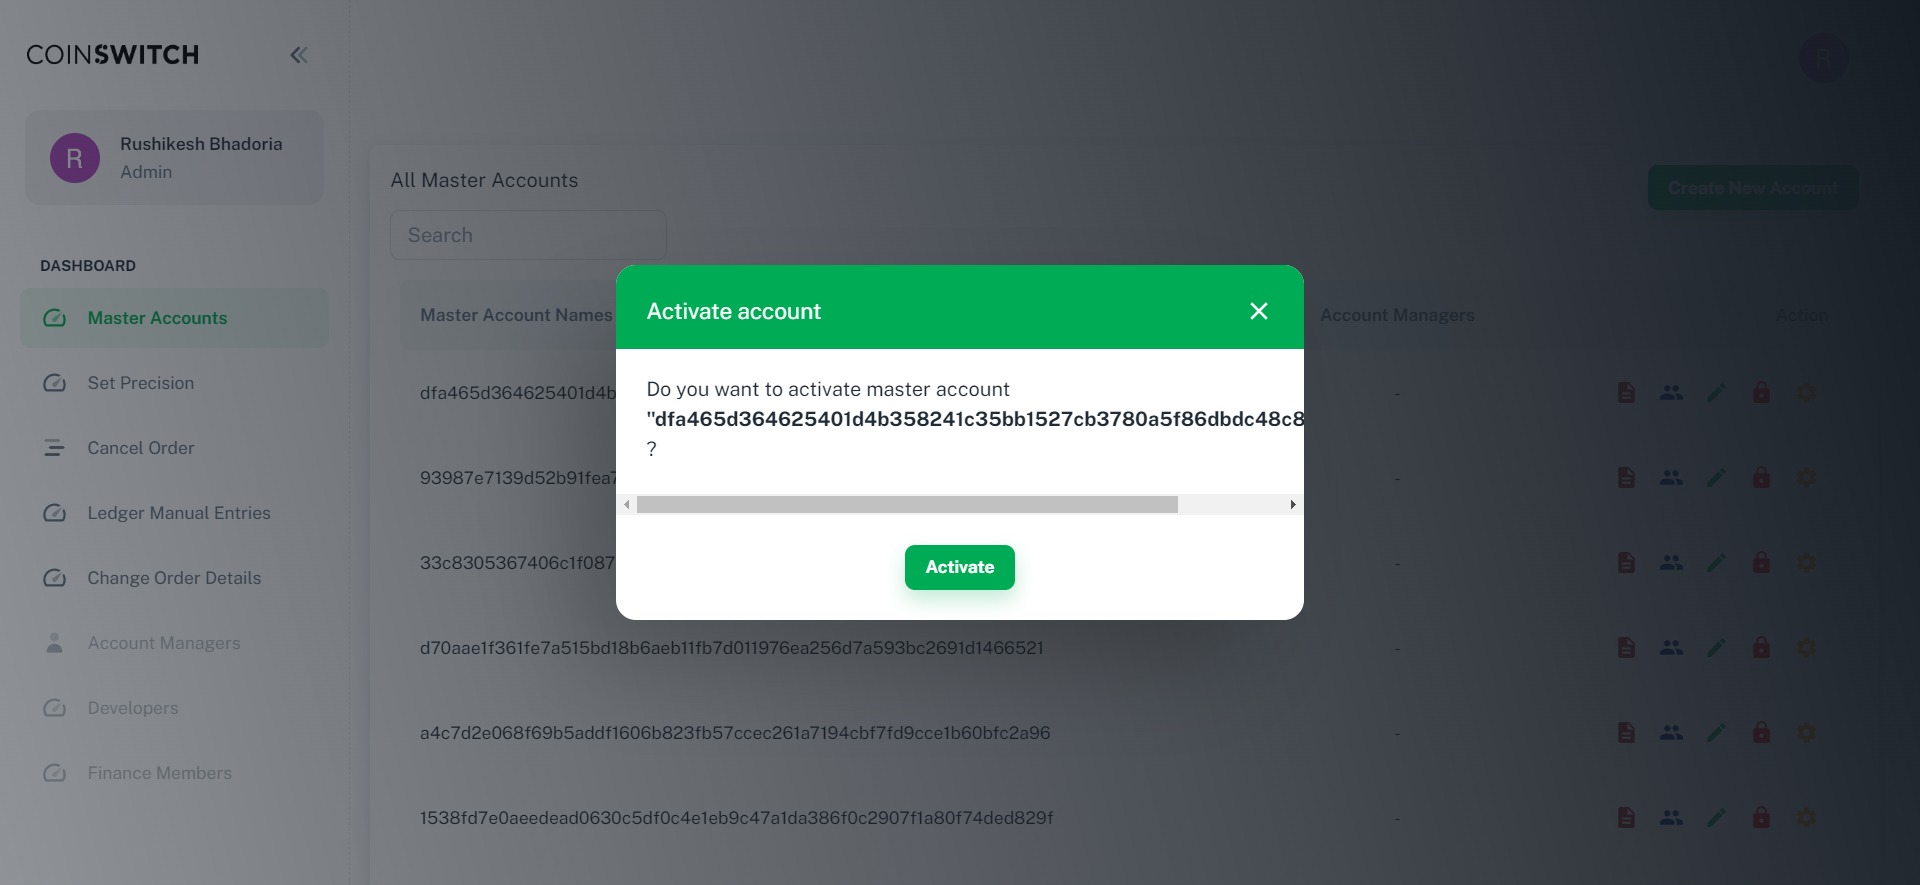 COINSWITCH
R
R
Rushikesh Bhadoria
Admin
All Master Accounts
Create New Account
Search
DASHBOARD
Master Accounts
Set Precision
Cancel Order
Ledger Manual Entries
Change Order Details
Account Managers
Developers
Finance Members
Master Account Names
Account Managers
Action
dfa465d364625401d4b
-
93987e7139d52b91fea7
-
33c8305367406c1f087
-
d70aae1f361fe7a515bd18b6aeb11fb7d011976ea256d7a593bc2691d1466521
-
a4c7d2e068f69b5addf1606b823fb57ccec261a7194cbf7fd9cce1b60bfc2a96
-
1538fd7e0aeedead0630c5df0c4e1eb9c47a1da386f0c2907f1a80f74ded829f
-
Activate account
Do you want to activate master account
"dfa465d364625401d4b358241c35bb1527cb3780a5f86dbdc48c8
?
Activate